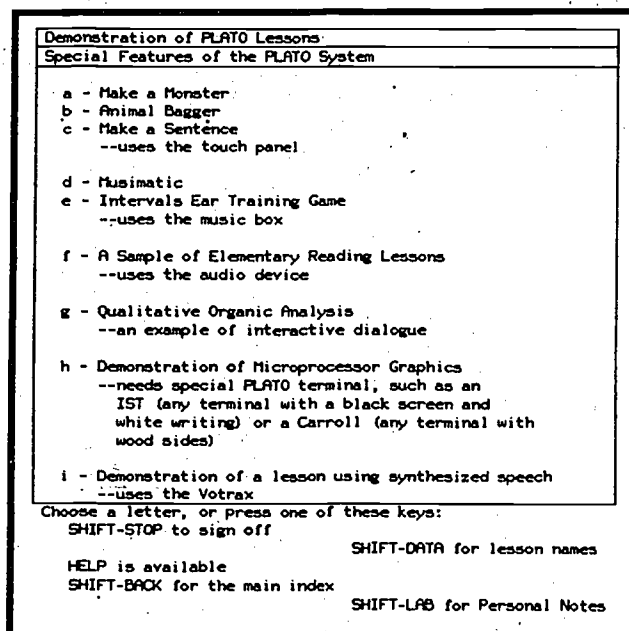 Demonstration of PLATO Lessons
Special Features of the PLATO System
a - Make a Monster
b - Animal Bagger
c - Make a Sentence
--uses the touch panel
d - Musimatic
e - Intervals Ear Training Game
--uses the music box
f - A Sample of Elementary Reading Lessons
--uses the audio device
g - Qualitative Organic Analysis
--an example of interactive dialogue
h - Demonstration of Microprocessor Graphics
--needs special PLATO terminal, such as an
IST (any terminal with a black screen and
white writing) or a Carroll (any terminal with
wood sides)
i - Demonstration of a lesson using synthesized speech
--uses the Votrax
Choose a letter, or press one of these keys:
SHIFT-STOP to sign off
SHIFT-DATA for lesson names
HELP is available
SHIFT-BACK for the main index
SHIFT-LAB for Personal Notes